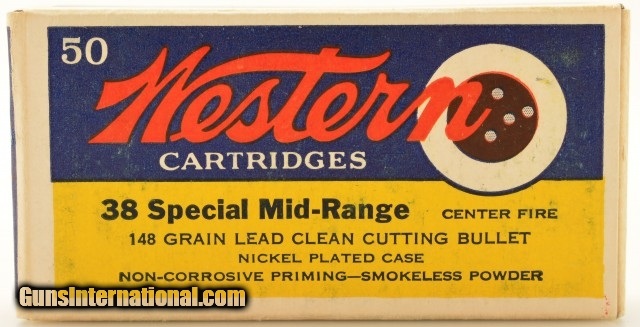 50
Western
CARTRIDGES
38 Special Mid-Range CENTER FIRE
148 GRAIN LEAD CLEAN CUTTING BULLET
NICKEL PLATED CASE
NON-CORROSIVE PRIMING—SMOKELESS POWDER
GunsInternational.com